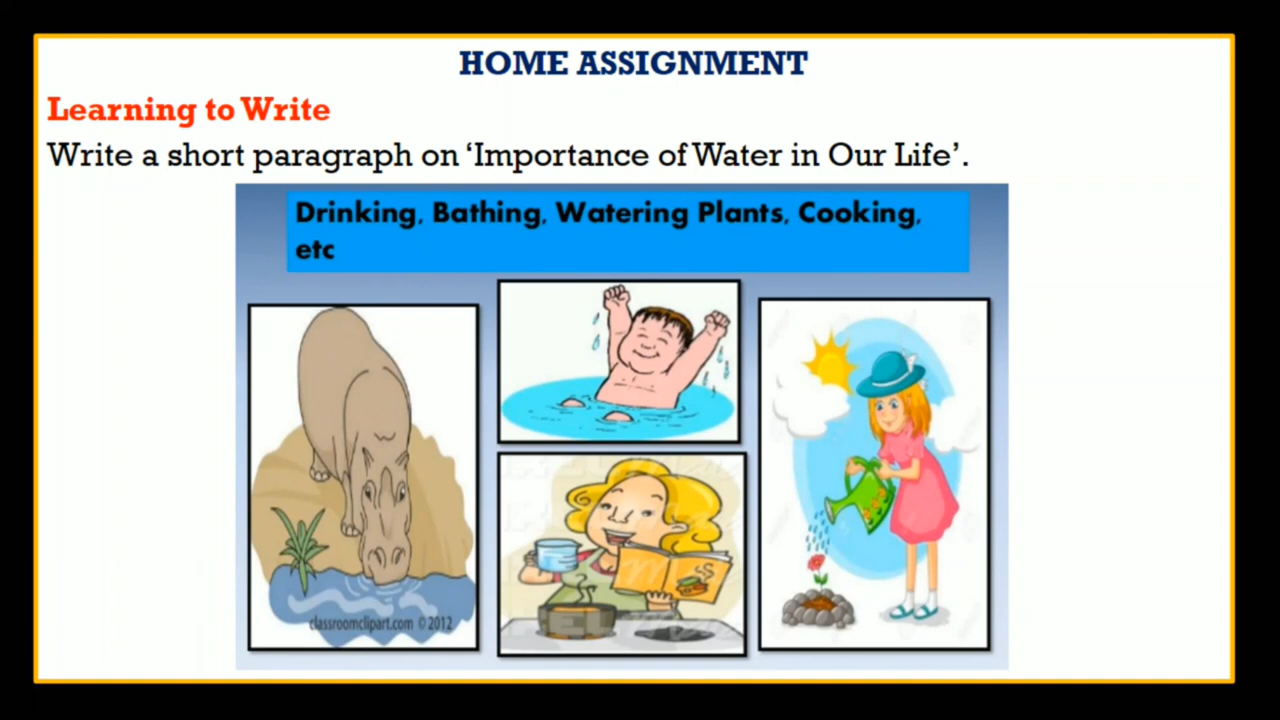 HOME ASSIGNMENT
Learning to Write
Write a short paragraph on ‘Importance of Water in Our Life’.
Drinking, Bathing, Watering Plants, Cooking,
etc
classroomclipart.com © 2012